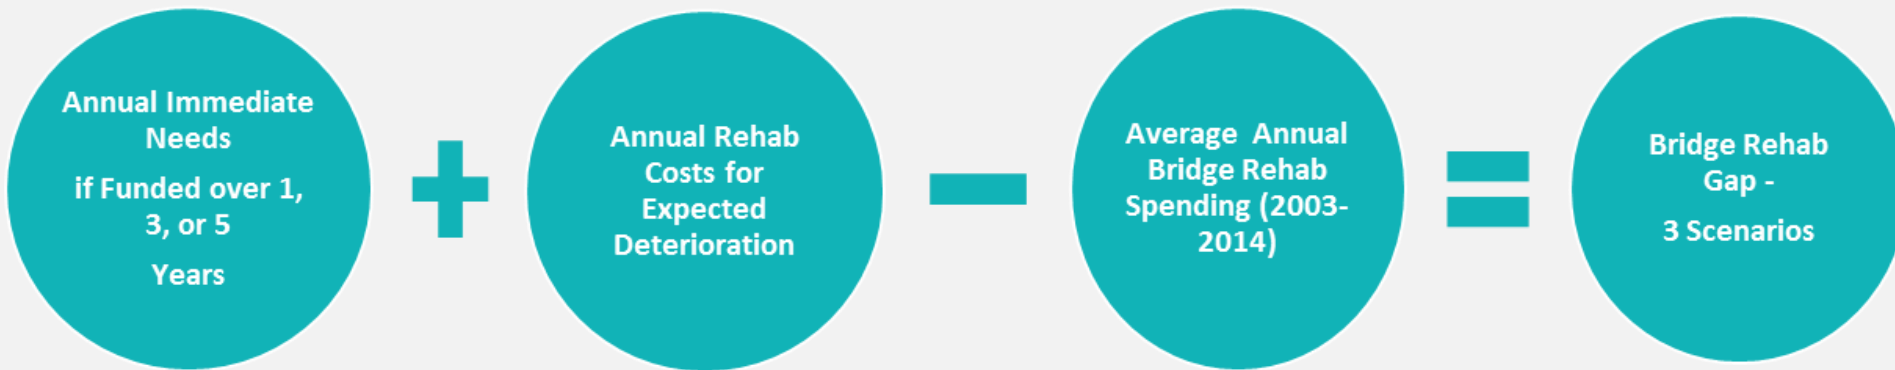 Annual Immediate
Needs
if Funded over 1,
3, or 5
Years
Annual Rehab
Costs for
Expected
Deterioration
Average  Annual
Bridge Rehab
Spending (2003-
2014)
Bridge Rehab
Gap -
3 Scenarios